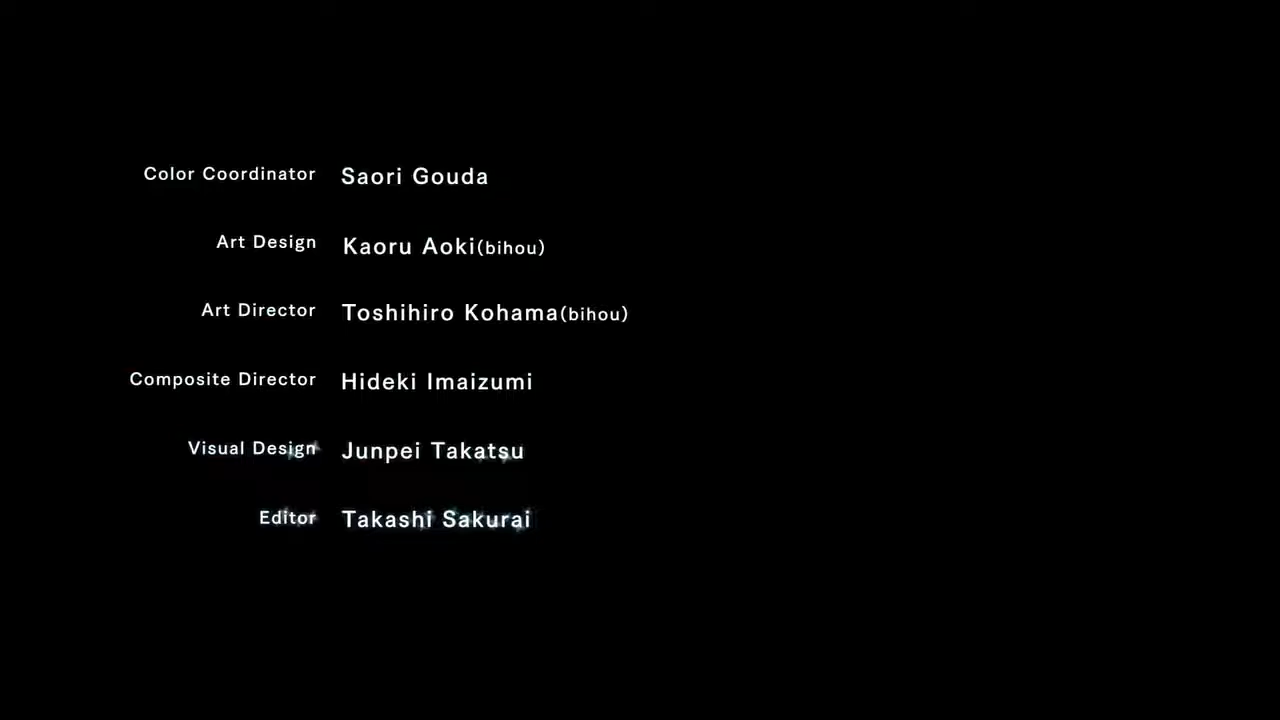 Color Coordinator Saori Gouda
Art Design Kaoru Aoki(bihou)
Art Director Toshihiro Kohama(bihou)
Composite Director Hideki Imaizumi
Visual Design Junpei Takatsu
Editor Takashi Sakurai